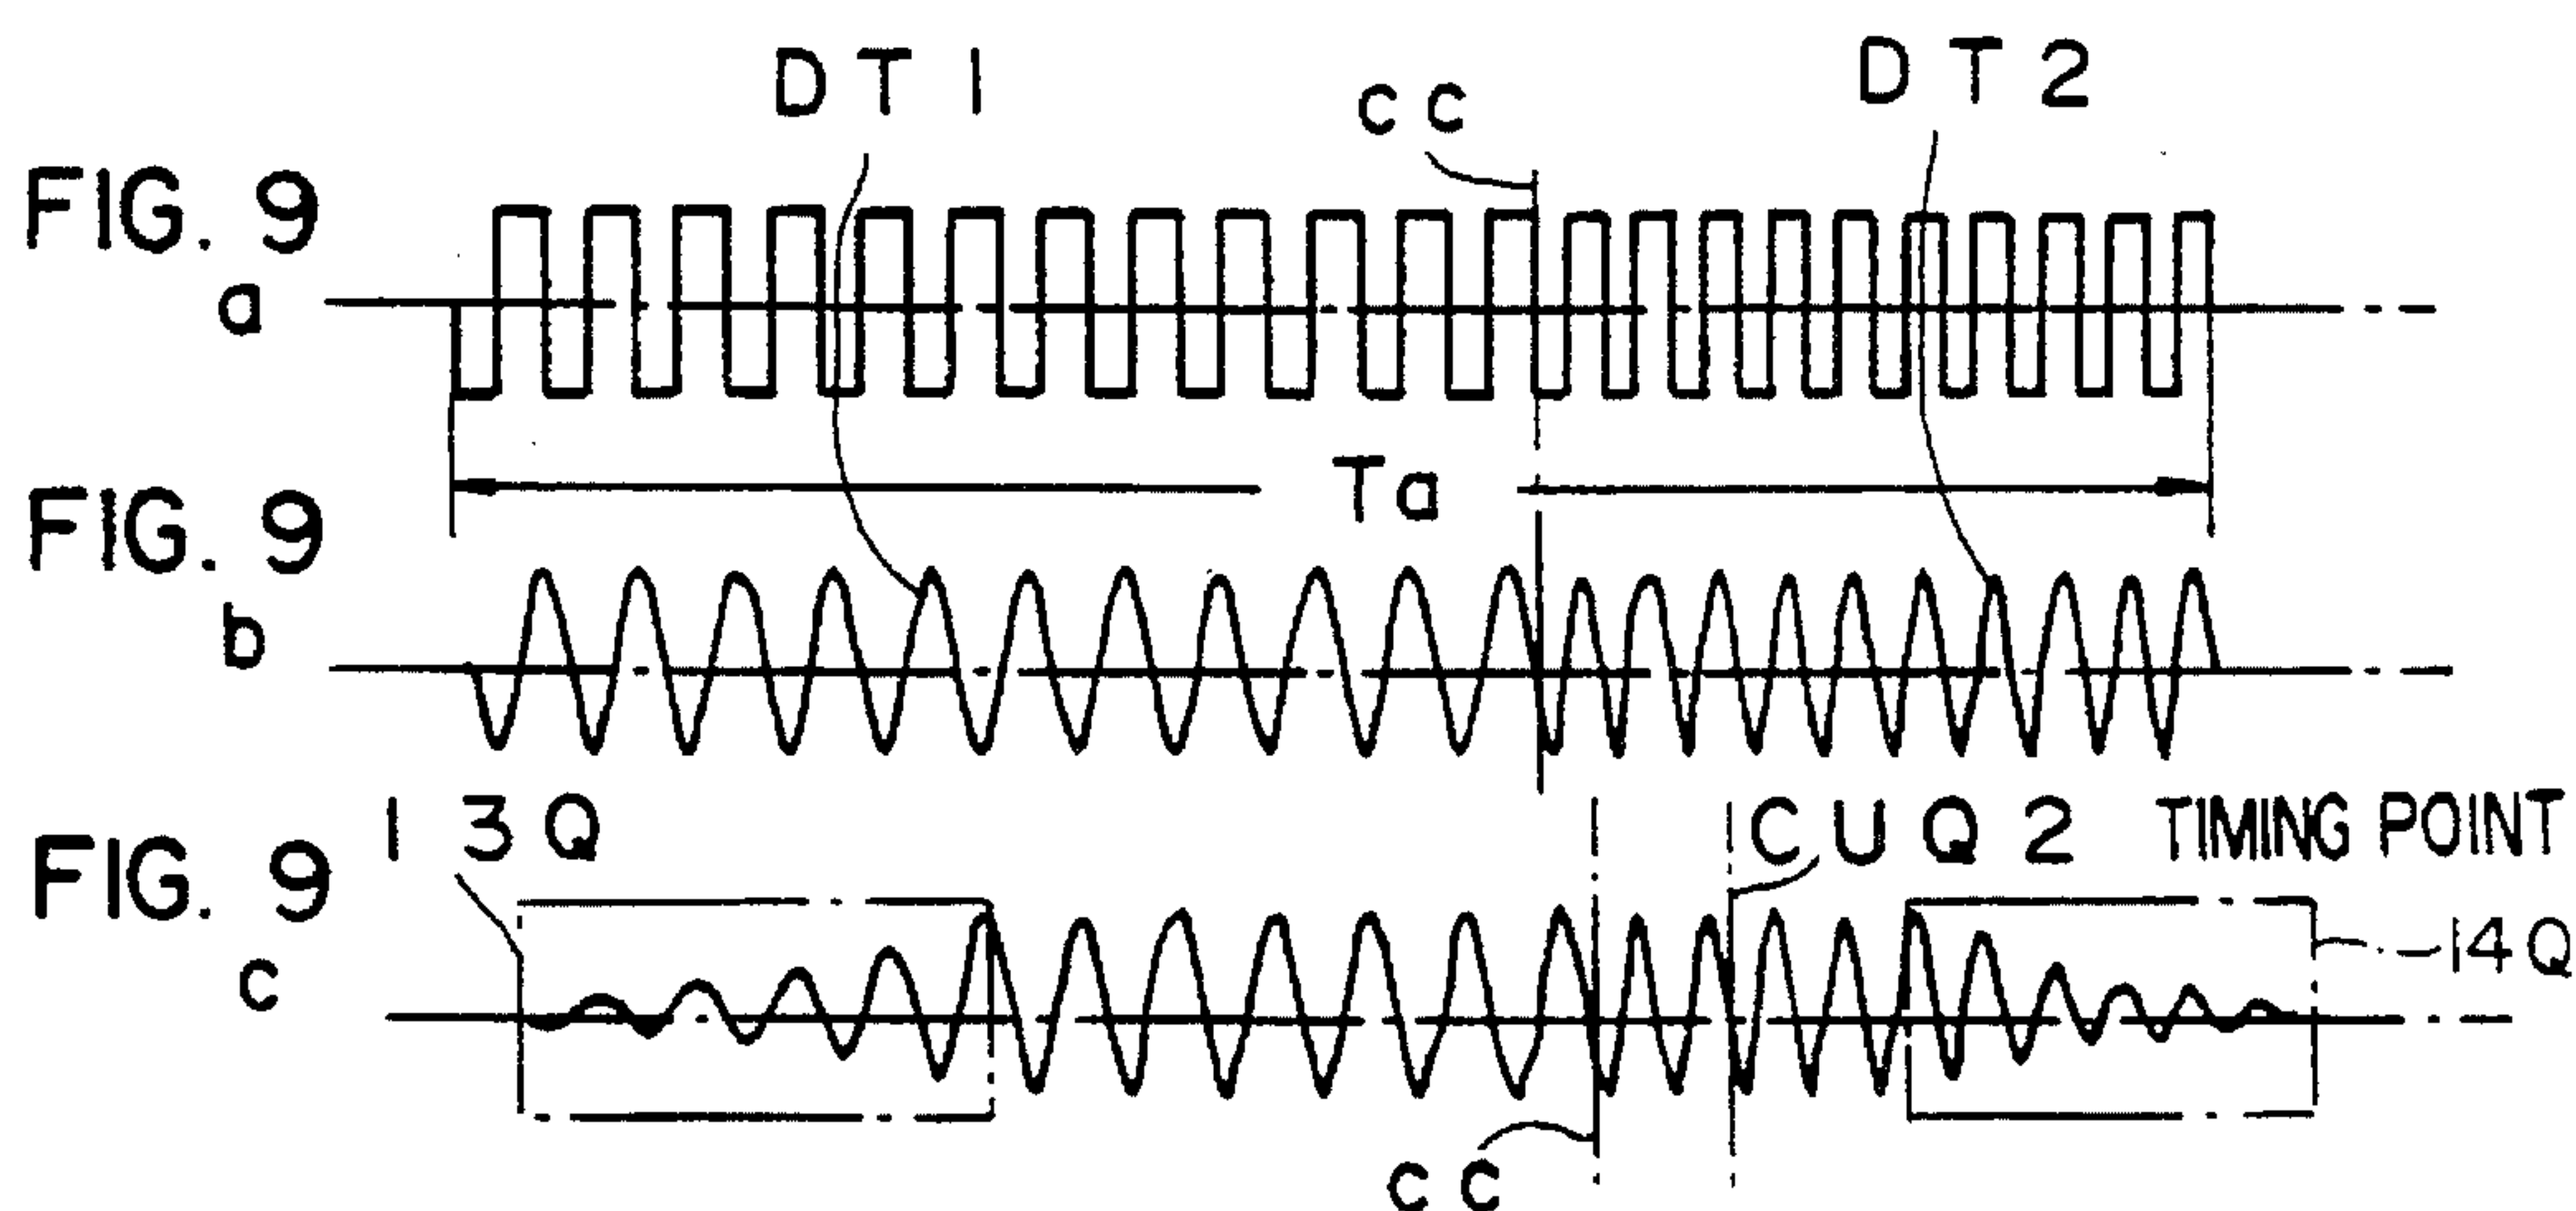 DT1
cc
DT2
FIG. 9
a
Ta
FIG. 9
b
13Q
CUQ2 TIMING POINT
FIG. 9
c
14Q
cc